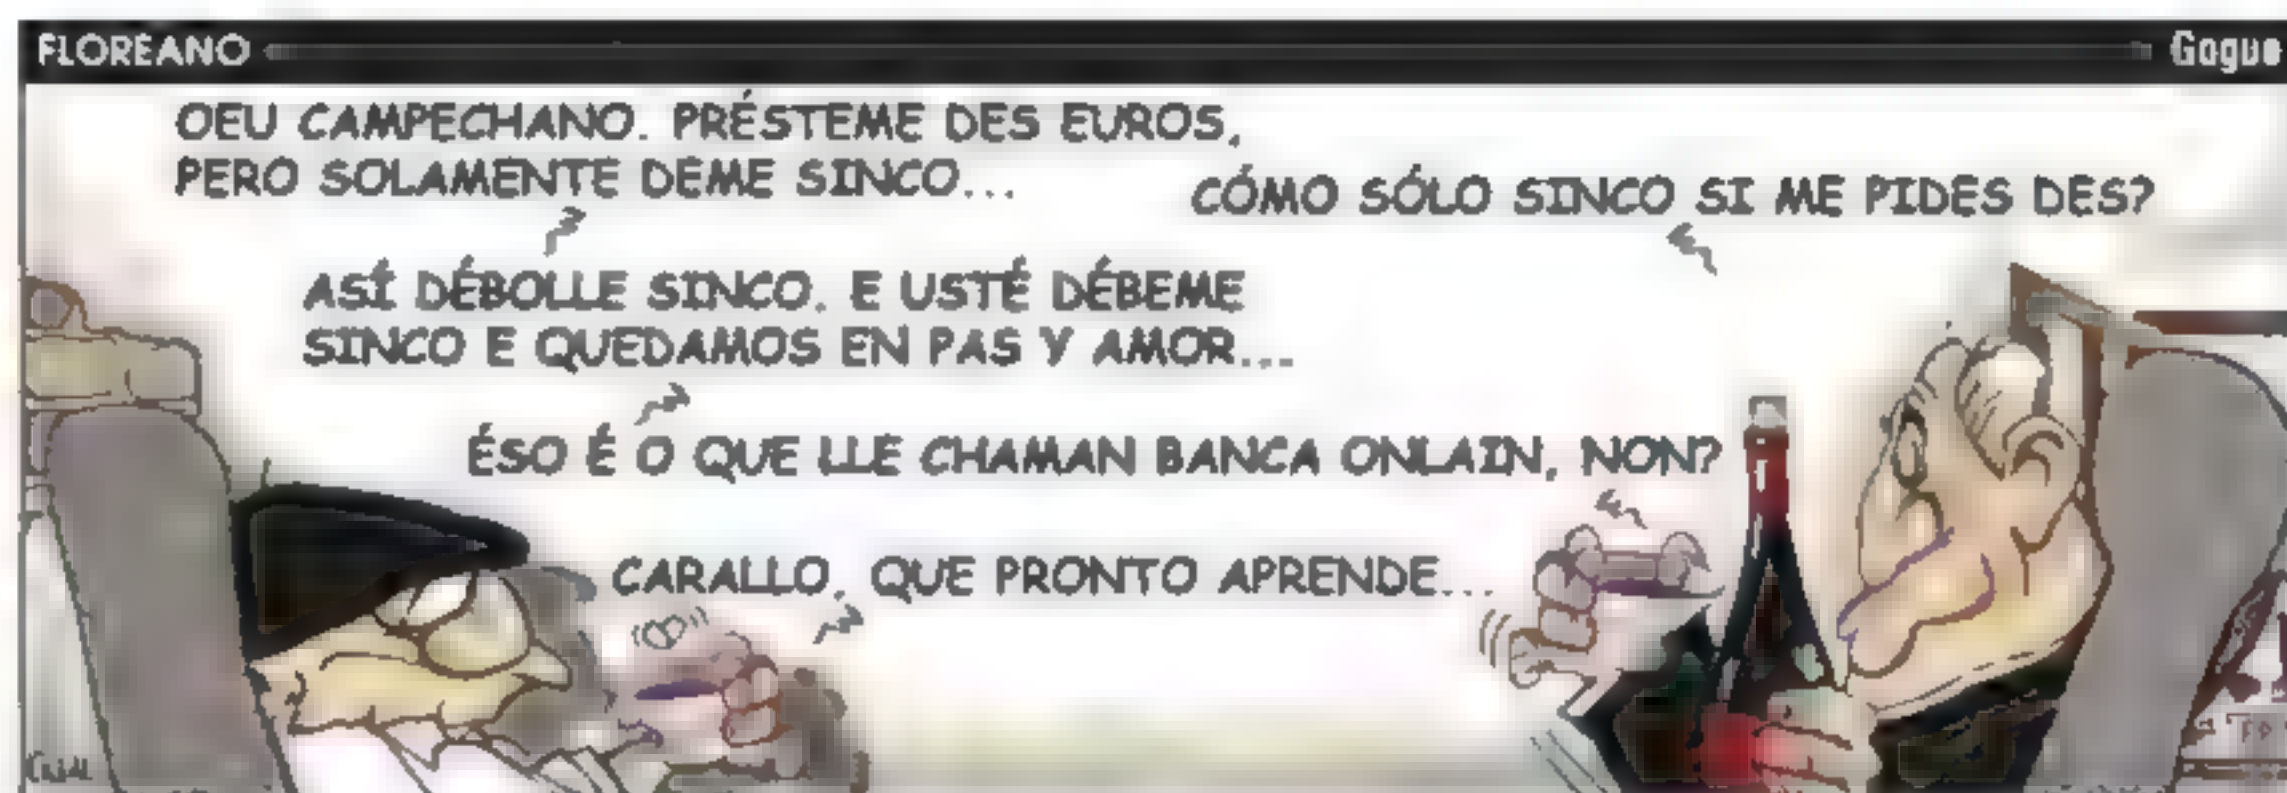 FLOREANO
Gogue
OEU CAMPECHANO. PRÉSTEME DES EUROS,
PERO SOLAMENTE DEME SINCO...
CÓMO SÓLO SINCO SI ME PIDES DES?
ASÍ DÉBOLLE SINCO. E USTÉ DÉBEME
SINCO E QUEDAMOS EN PAS Y AMOR...
ÉSO É O QUE LLE CHAMAN BANCA ONLAIN, NON?
CARALLO, QUE PRONTO APRENDE...